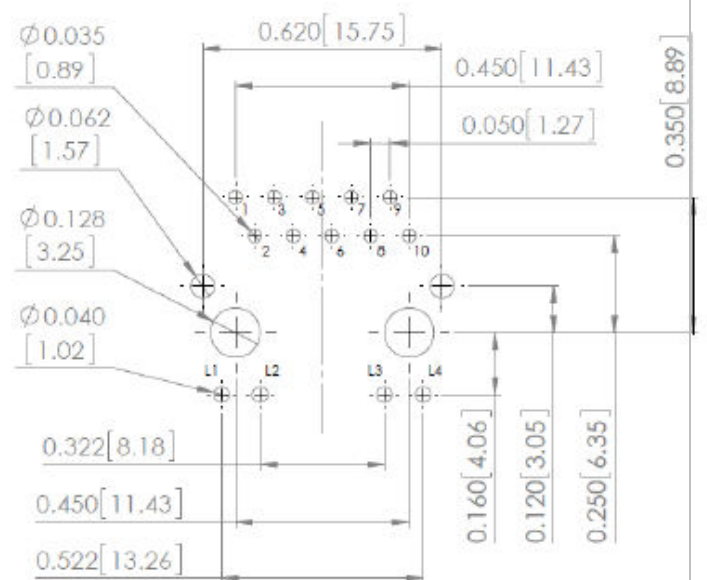 Ø0.035
[0.89]
0.620[15.75]
0.450[11.43]
0.350[8.89]
Ø0.062
[1.57]
0.050[1.27]
Ø0.128
[3.25]
1 3 5 7 9
2 4 6 8 10
Ø0.040
[1.02]
L1 L2 L3 L4
0.322[8.18]
0.450[11.43]
0.522[13.26]
0.160[4.06]
0.120[3.05]
0.250[6.35]